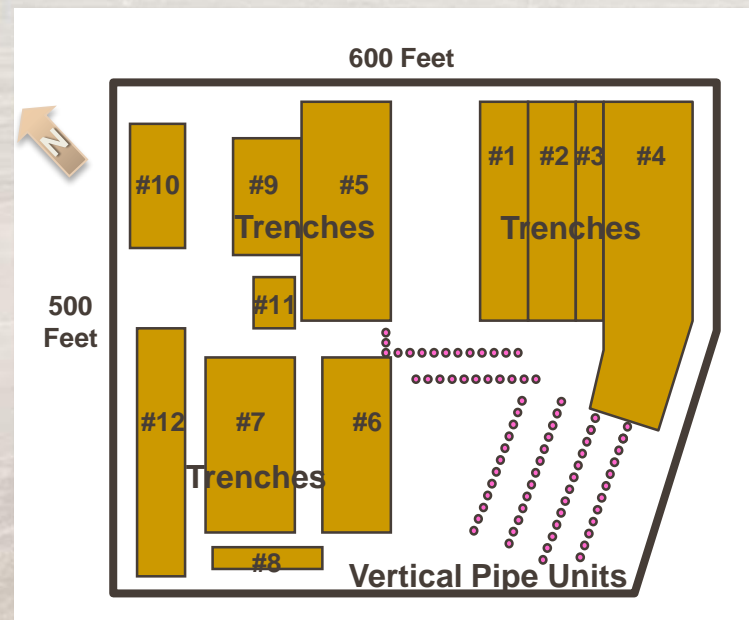 600 Feet
N
#10
#9
#5
#1
#2
#3
#4
Trenches
Trenches
500
Feet
#11
#12
#7
#6
Trenches
#8
Vertical Pipe Units